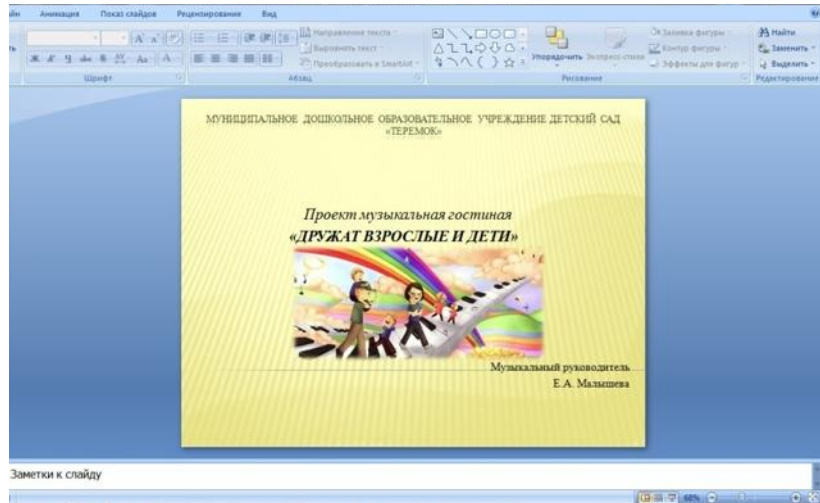 Анимация Показ слайдов Рецензирование Вид
Направление текста
Выровнять текст
Преобразовать в SmartArt
Упорядочить Экспресс-стили
Заливка фигуры
Контур фигуры
Эффекты для фигур
Найти
Заменить
Выделить
Шрифт Абзац Рисование Редактирование
МУНИЦИПАЛЬНОЕ ДОШКОЛЬНОЕ ОБРАЗОВАТЕЛЬНОЕ УЧРЕЖДЕНИЕ ДЕТСКИЙ САД
«ТЕРЕМОК»
Проект музыкальная гостиная
«ДРУЖАТ ВЗРОСЛЫЕ И ДЕТИ»
Музыкальный руководитель
Е.А. Малышева
Заметки к слайду
68%